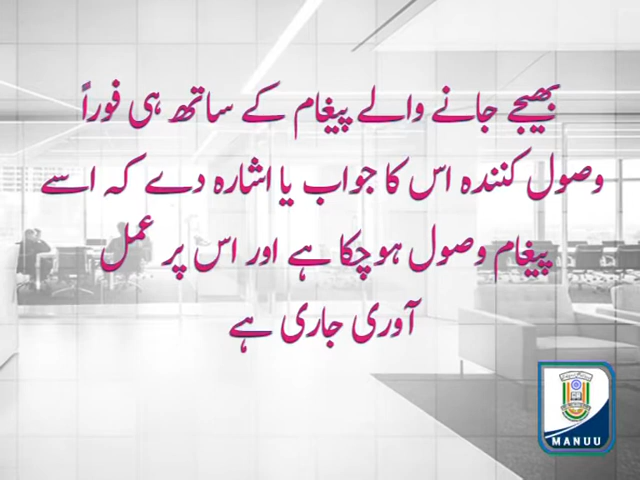 بھیجے جانے والے پیغام کے ساتھ ہی فوراً
وصول کنندہ اس کا جواب یا اشارہ دے کہ اسے
پیغام وصول ہوچکا ہے اور اس پر عمل
آوری جاری ہے
MANUU